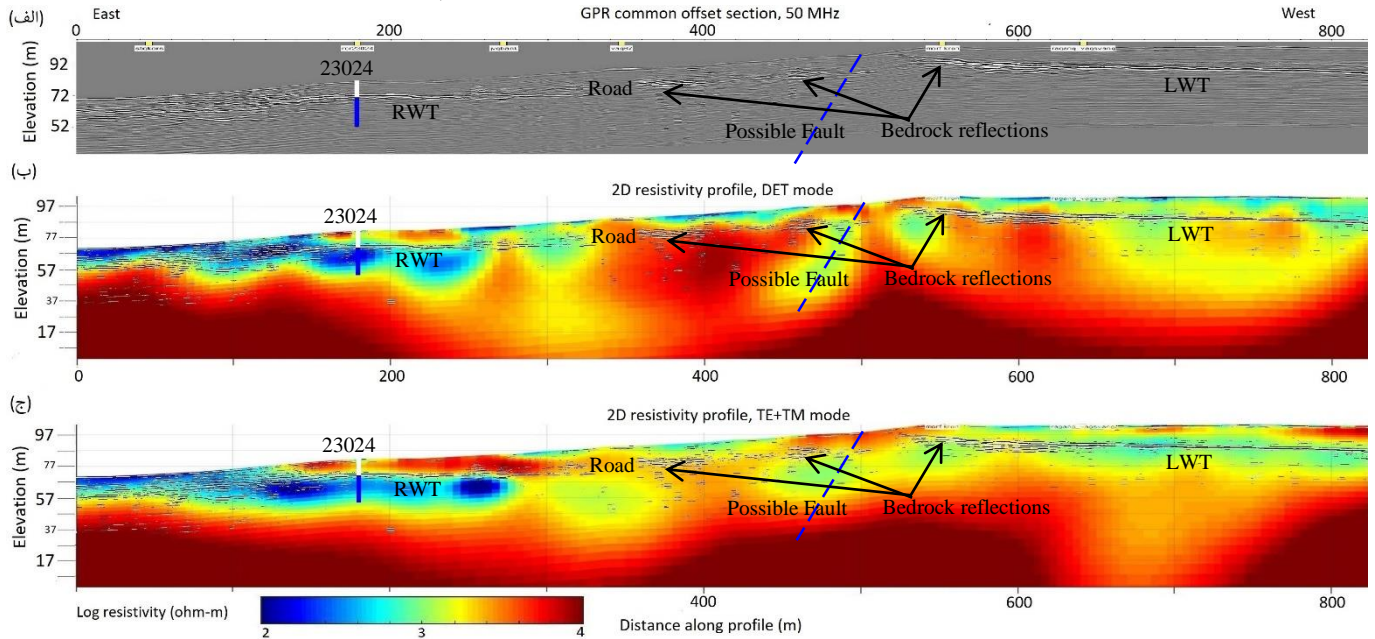 (الف)
East
GPR common offset section, 50 MHz
West
0
200
400
600
800
Elevation (m)
92
72
52
23024
RWT
Road
Possible Fault
Bedrock reflections
LWT
(ب)
2D resistivity profile, DET mode
Elevation (m)
97
77
57
37
17
23024
RWT
Road
Possible Fault
Bedrock reflections
LWT
0
200
400
600
800
(ج)
2D resistivity profile, TE+TM mode
Elevation (m)
97
77
57
37
17
23024
RWT
Road
Possible Fault
Bedrock reflections
LWT
0
200
400
600
800
Log resistivity (ohm-m)
2
3
4
Distance along profile (m)